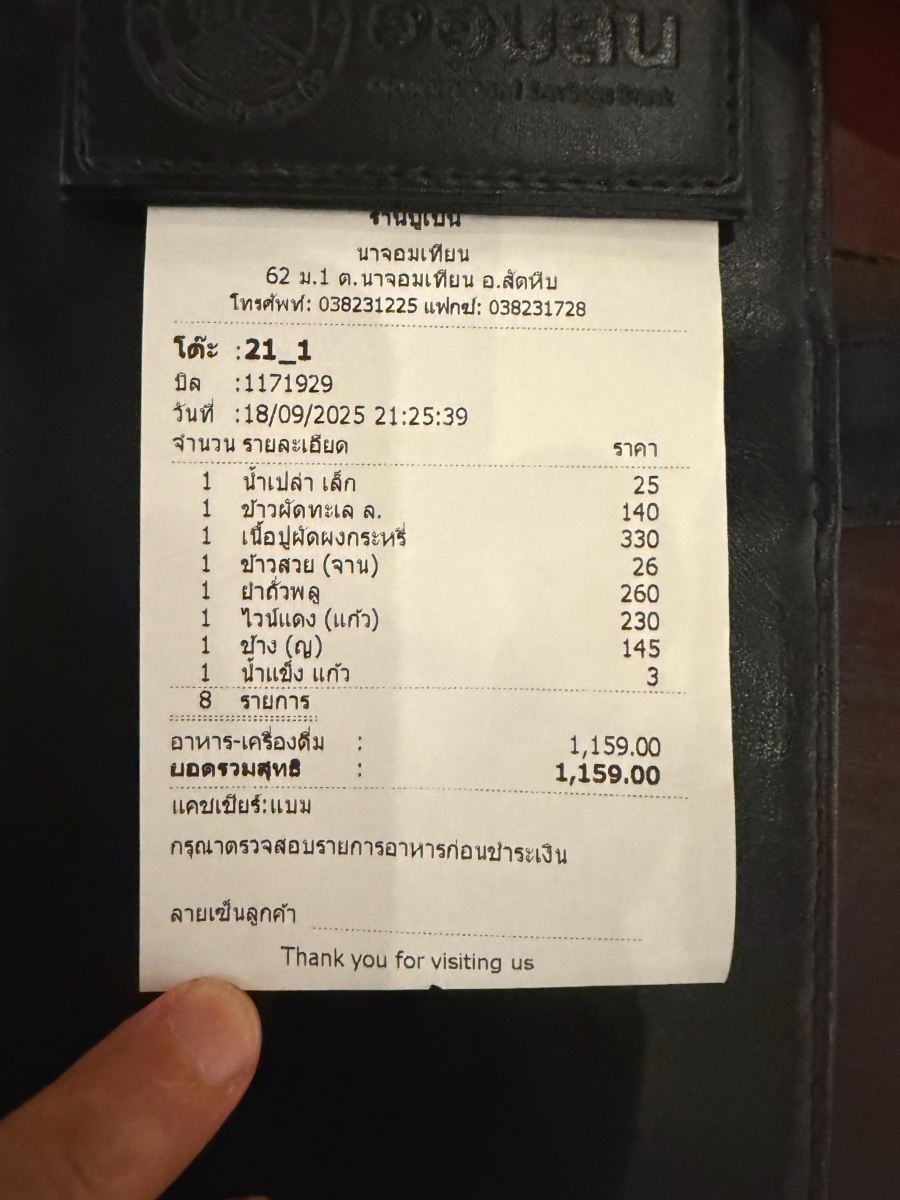 ออมสิน
ร้านปูเป็น
นาจอมเทียน
62 ม.1 ต.นาจอมเทียน อ.สัตหีบ
โทรศัพท์: 038231225 แฟกซ์: 038231728
โต๊ะ :21_1
บิล :1171929
วันที่ :18/09/2025 21:25:39
จำนวน รายละเอียด ราคา
1 น้ำเปล่า เล็ก 25
1 ข้าวผัดทะเล ล. 140
1 เนื้อปูผัดผงกระหรี่ 330
1 ข้าวสวย (จาน) 26
1 ยำถั่วพลู 260
1 ไวน์แดง (แก้ว) 230
1 ช้าง (ญ) 145
1 น้ำแข็ง แก้ว 3
8 รายการ
อาหาร-เครื่องดื่ม : 1,159.00
ยอดรวมสุทธิ : 1,159.00
แคชเชียร์:แบม
กรุณาตรวจสอบรายการอาหารก่อนชำระเงิน
ลายเซ็นลูกค้า
Thank you for visiting us